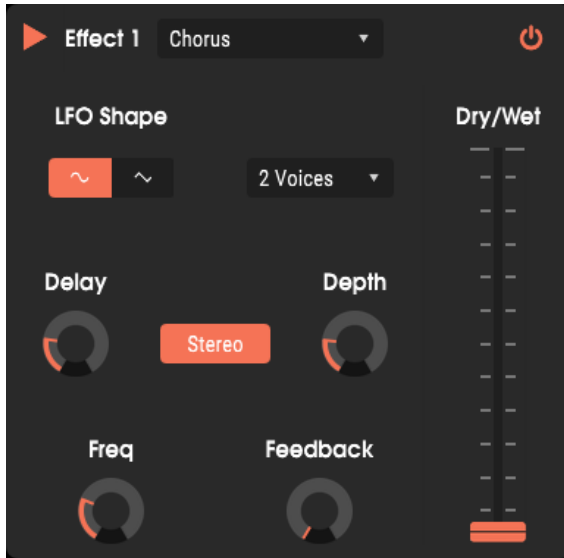 Effect 1 Chorus
LFO Shape Dry/Wet
2 Voices
Delay Depth
Stereo
Freq Feedback